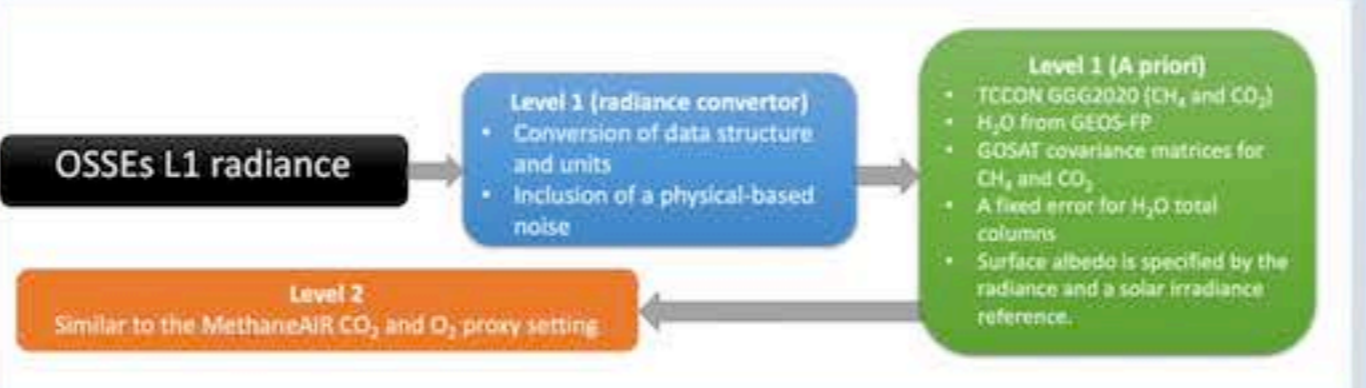 OSSEs L1 radiance
Level 1 (radiance convertor)
• Conversion of data structure
and units
• Inclusion of a physical-based
noise
Level 1 (A priori)
• TCCON GGG2020 (CH₄ and CO₂)
• H₂O from GEOS-FP
• GOSAT covariance matrices for
CH₄ and CO₂
• A fixed error for H₂O total
columns
• Surface albedo is specified by the
radiance and a solar irradiance
reference.
Level 2
Similar to the MethaneAIR CO₂ and O₂ proxy setting